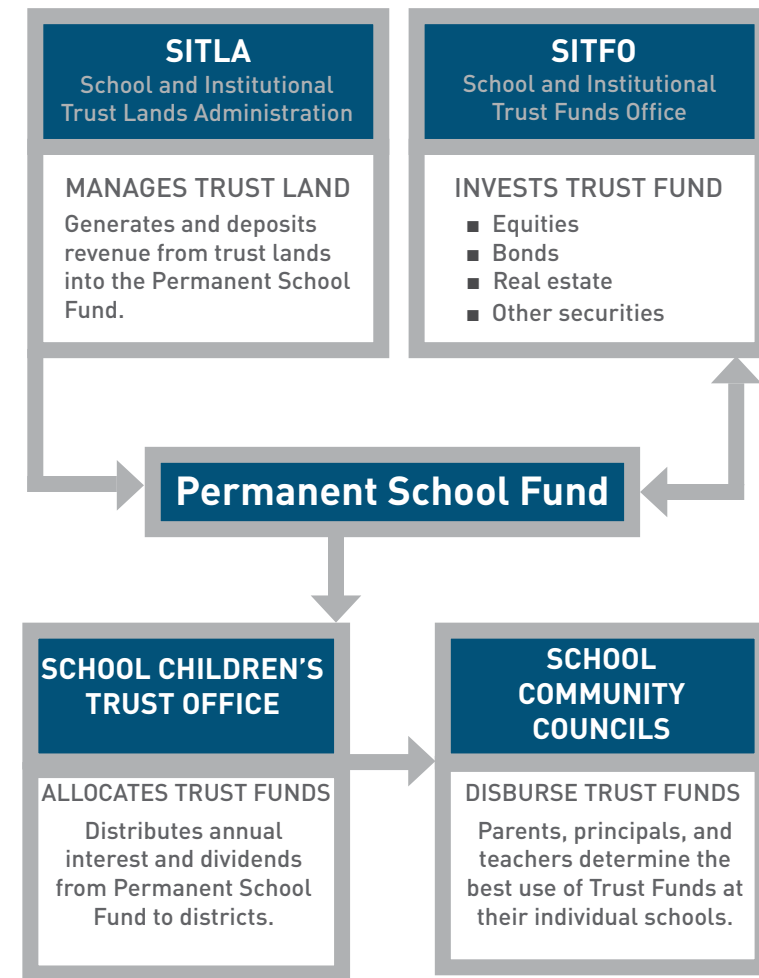 SITLA
School and Institutional
Trust Lands Administration
MANAGES TRUST LAND
Generates and deposits
revenue from trust lands
into the Permanent School
Fund.
SITFO
School and Institutional
Trust Funds Office
INVESTS TRUST FUND
■ Equities
■ Bonds
■ Real estate
■ Other securities
Permanent School Fund
SCHOOL CHILDREN’S
TRUST OFFICE
ALLOCATES TRUST FUNDS
Distributes annual
interest and dividends
from Permanent School
Fund to districts.
SCHOOL
COMMUNITY
COUNCILS
DISBURSE TRUST FUNDS
Parents, principals, and
teachers determine the
best use of Trust Funds at
their individual schools.